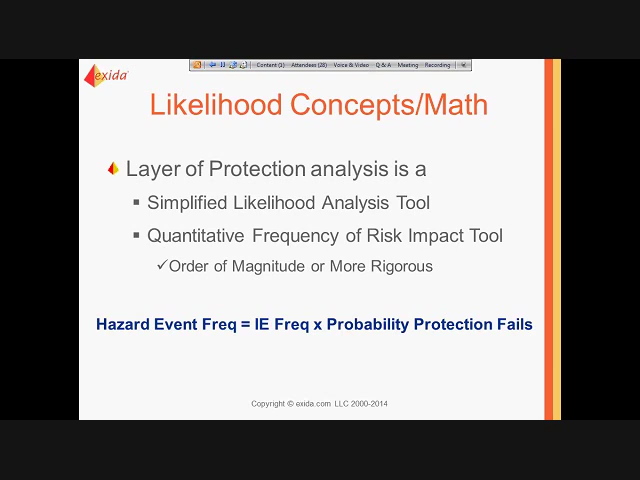 Content (1) Attendees (28) Voice & Video Q & A Meeting Recording
exida
Likelihood Concepts/Math
Layer of Protection analysis is a
Simplified Likelihood Analysis Tool
Quantitative Frequency of Risk Impact Tool
Order of Magnitude or More Rigorous
Hazard Event Freq = IE Freq x Probability Protection Fails
Copyright © exida.com LLC 2000-2014